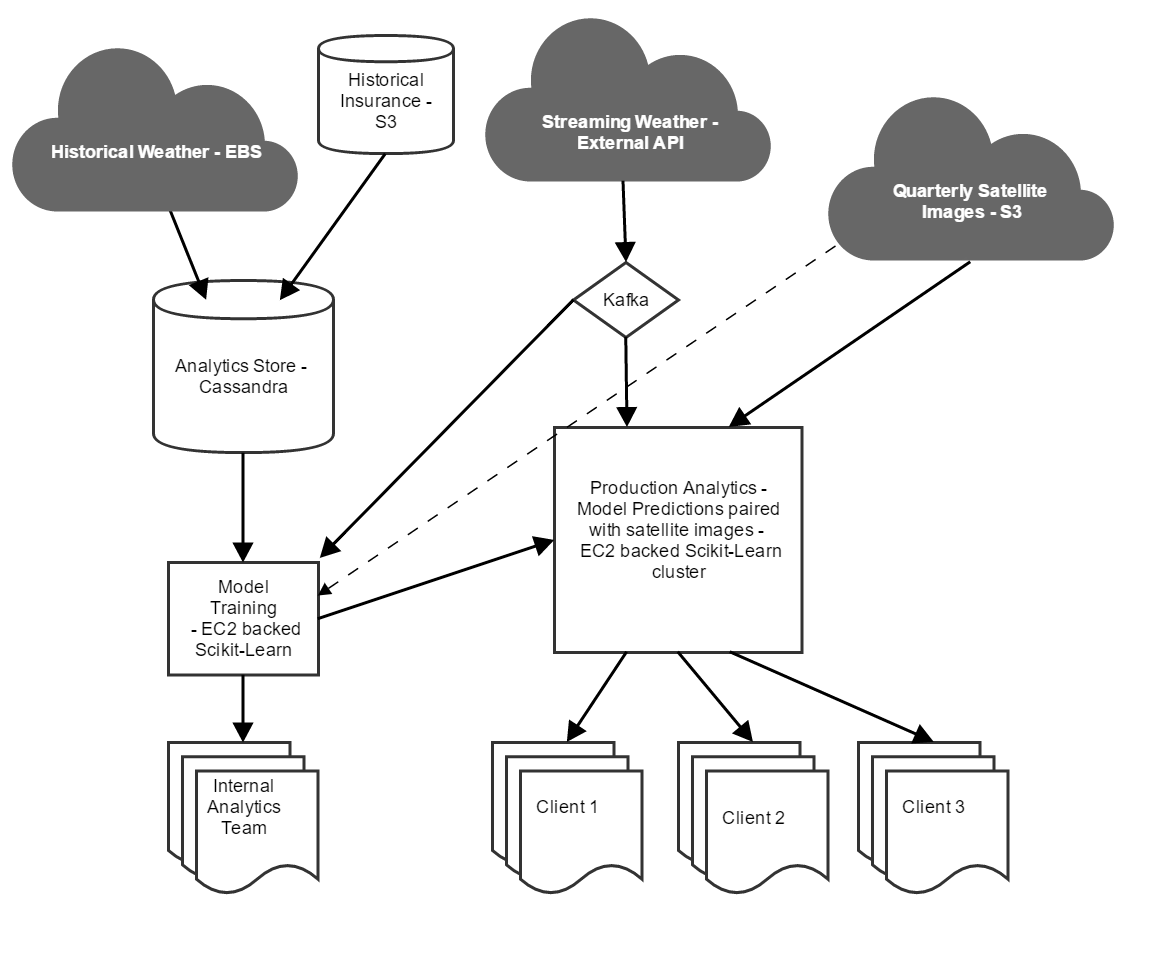 Historical Weather - EBS
Historical
Insurance -
S3
Streaming Weather -
External API
Quarterly Satellite
Images - S3
Kafka
Analytics Store -
Cassandra
Production Analytics -
Model Predictions paired
with satellite images -
EC2 backed Scikit-Learn
cluster
Model
Training
- EC2 backed
Scikit-Learn
Internal
Analytics
Team
Client 1
Client 2
Client 3